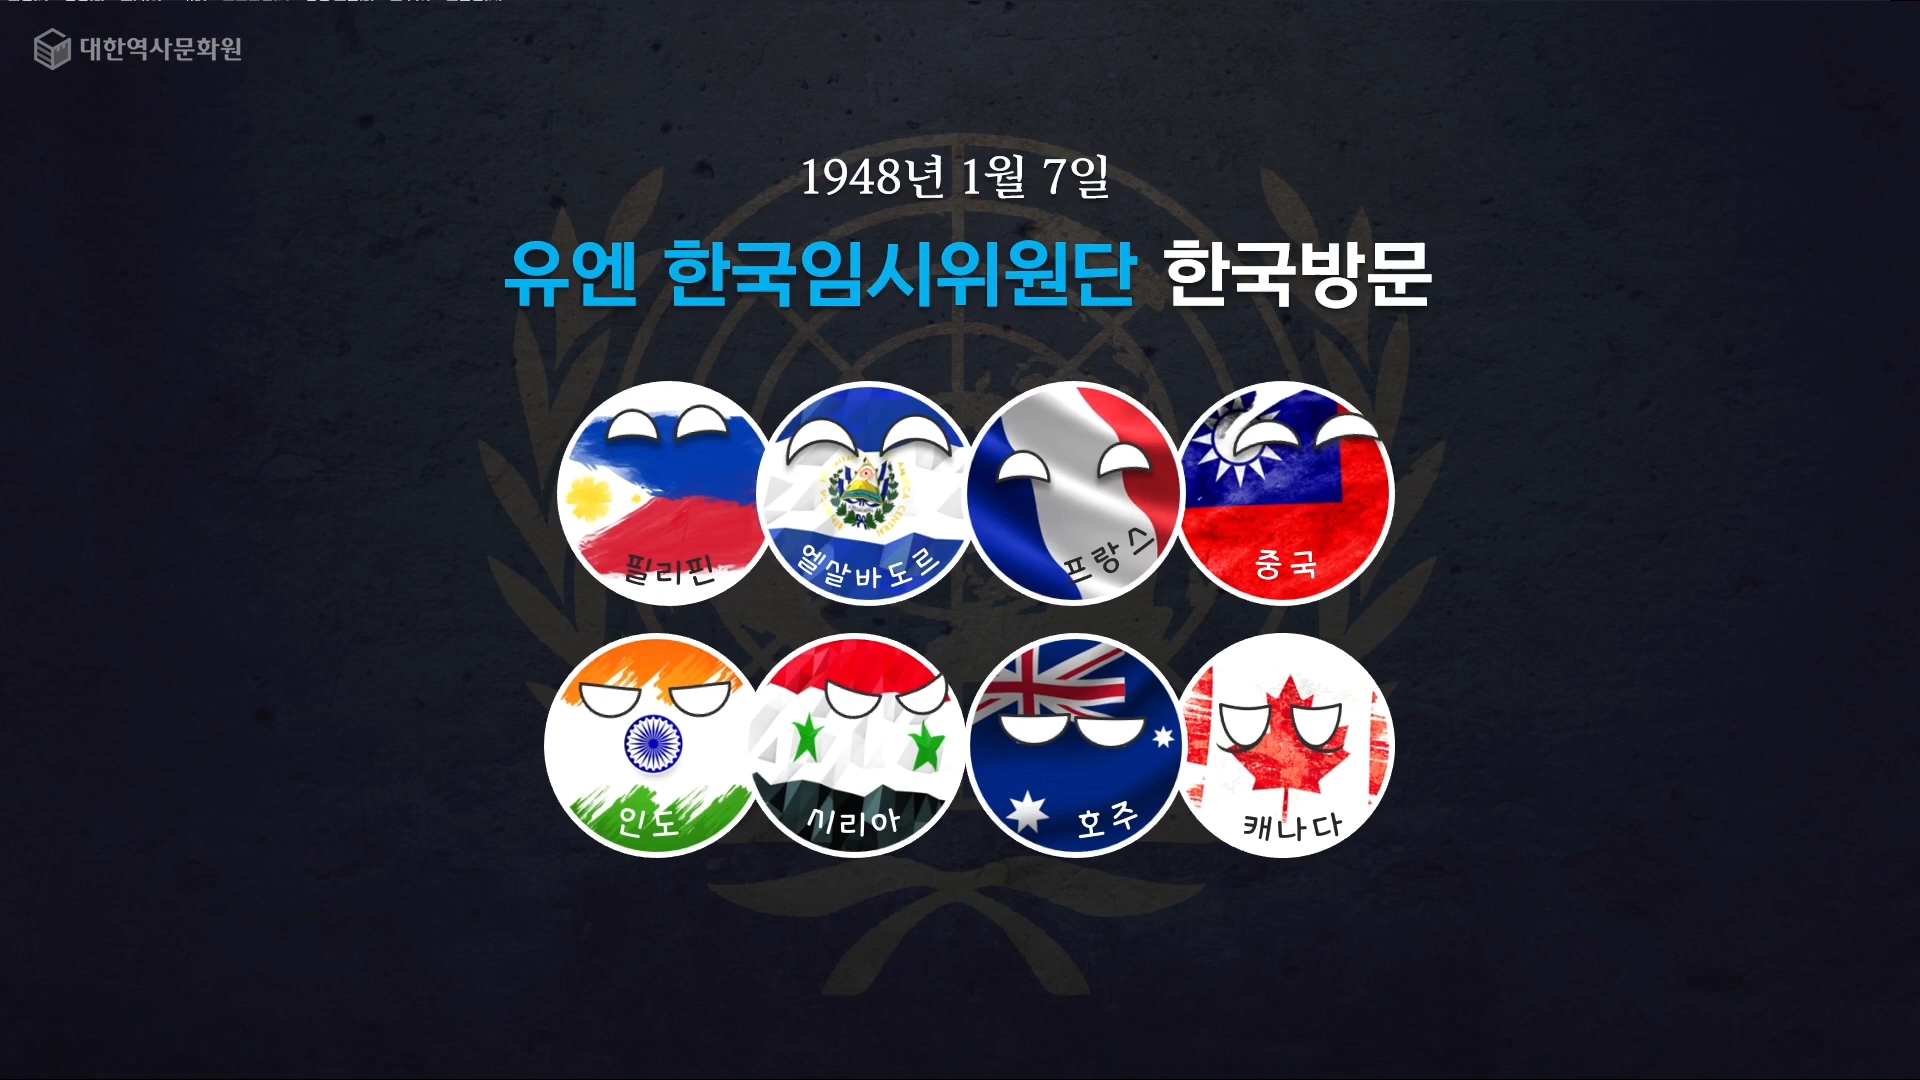 대한역사문화원
1948년 1월 7일
유엔 한국임시위원단 한국방문
필리핀
엘살바도르
프랑스
중국
인도
시리아
호주
캐나다